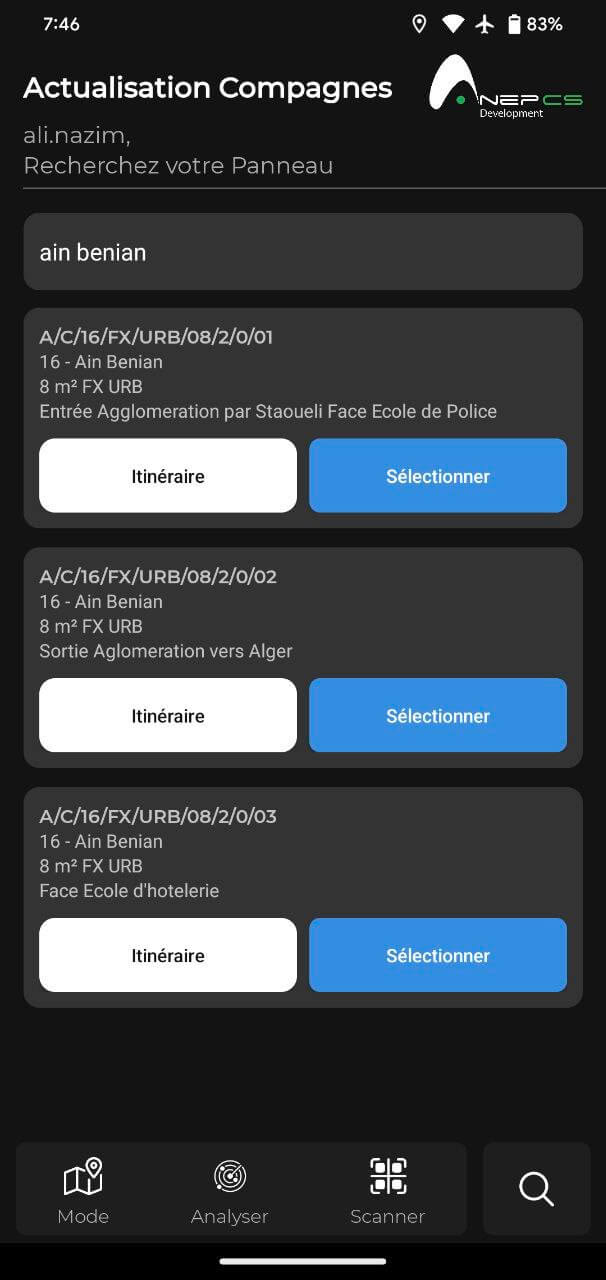 7:46
83%
Actualisation Compagnes
NEPCS
Development
ali.nazim,
Recherchez votre Panneau
ain benian
A/C/16/FX/URB/08/2/0/01
16 - Ain Benian
8 m² FX URB
Entrée Agglomeration par Staoueli Face Ecole de Police
Itinéraire
Sélectionner
A/C/16/FX/URB/08/2/0/02
16 - Ain Benian
8 m² FX URB
Sortie Aglomeration vers Alger
Itinéraire
Sélectionner
A/C/16/FX/URB/08/2/0/03
16 - Ain Benian
8 m² FX URB
Face Ecole d'hotelerie
Itinéraire
Sélectionner
Mode
Analyser
Scanner